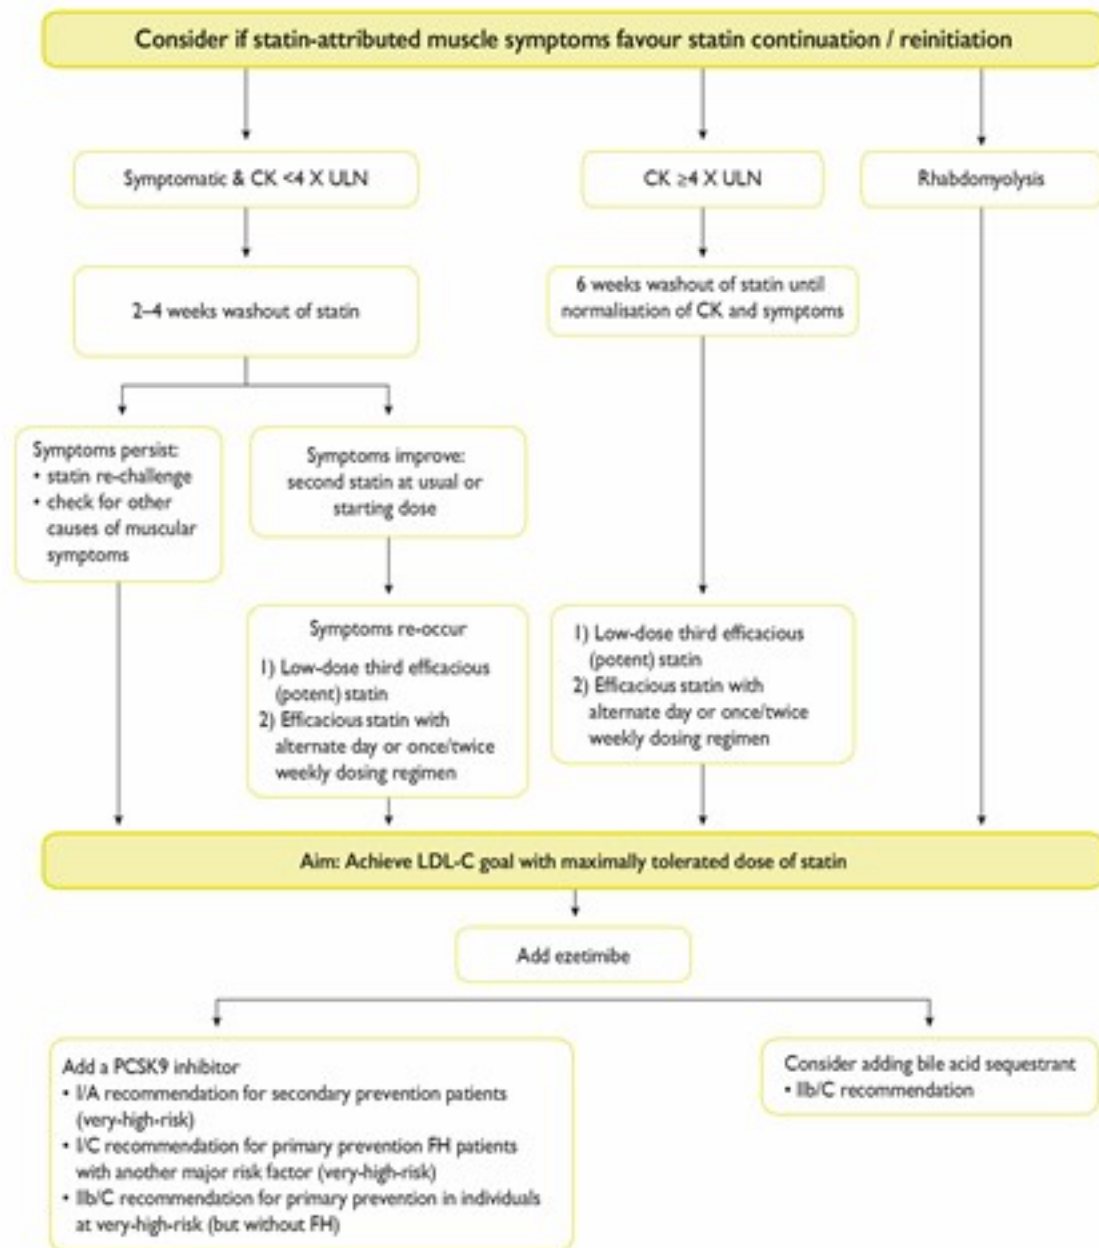 Consider if statin-attributed muscle symptoms favour statin continuation / reinitiation
Symptomatic & CK <4 X ULN
CK ≥4 X ULN
Rhabdomyolysis
2–4 weeks washout of statin
6 weeks washout of statin until
normalisation of CK and symptoms
Symptoms persist:
• statin re-challenge
• check for other
causes of muscular
symptoms
Symptoms improve:
second statin at usual or
starting dose
Symptoms re-occur
1) Low-dose third efficacious
(potent) statin
2) Efficacious statin with
alternate day or once/twice
weekly dosing regimen
1) Low-dose third efficacious
(potent) statin
2) Efficacious statin with
alternate day or once/twice
weekly dosing regimen
Aim: Achieve LDL-C goal with maximally tolerated dose of statin
Add ezetimibe
Add a PCSK9 inhibitor
• I/A recommendation for secondary prevention patients
(very-high-risk)
• I/C recommendation for primary prevention FH patients
with another major risk factor (very-high-risk)
• IIb/C recommendation for primary prevention in individuals
at very-high-risk (but without FH)
Consider adding bile acid sequestrant
• IIb/C recommendation